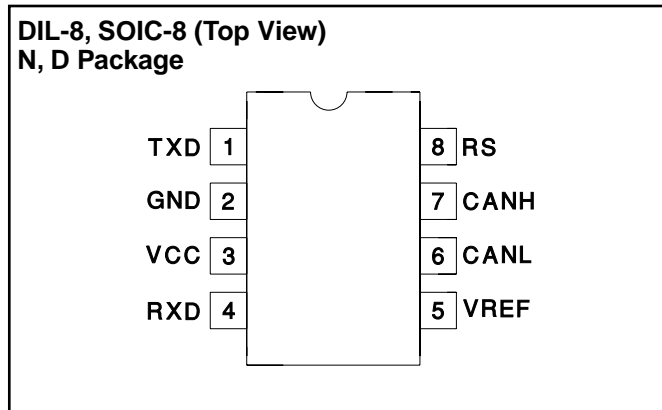 DIL-8, SOIC-8 (Top View)
N, D Package
TXD 1 8 RS
GND 2 7 CANH
VCC 3 6 CANL
RXD 4 5 VREF